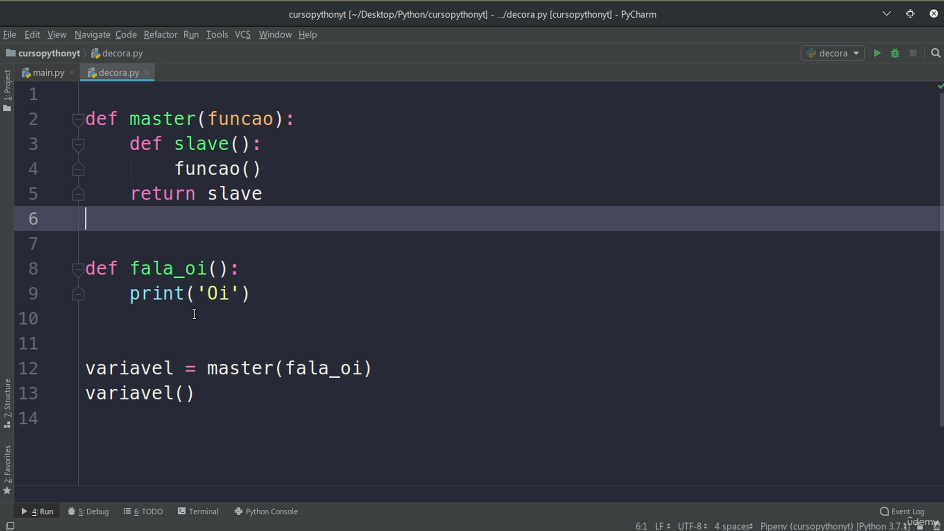 cursopythonyt [~/Desktop/Python/cursopythonyt] - .../decora.py [cursopythonyt] - PyCharm
File Edit View Navigate Code Refactor Run Tools VCS Window Help
cursopythonyt decora.py
decora
main.py decora.py
1: Project
1
2 def master(funcao):
3 def slave():
4 funcao()
5 return slave
6
7
8 def fala_oi():
9 print('Oi')
10
11
12 variavel = master(fala_oi)
13 variavel()
14
7: Structure
2: Favorites
4: Run 5: Debug 6: TODO Terminal Python Console Event Log
6:1 LF UTF-8 4 spaces Pipenv (cursopythonyt) [Python 3.7.
udemy